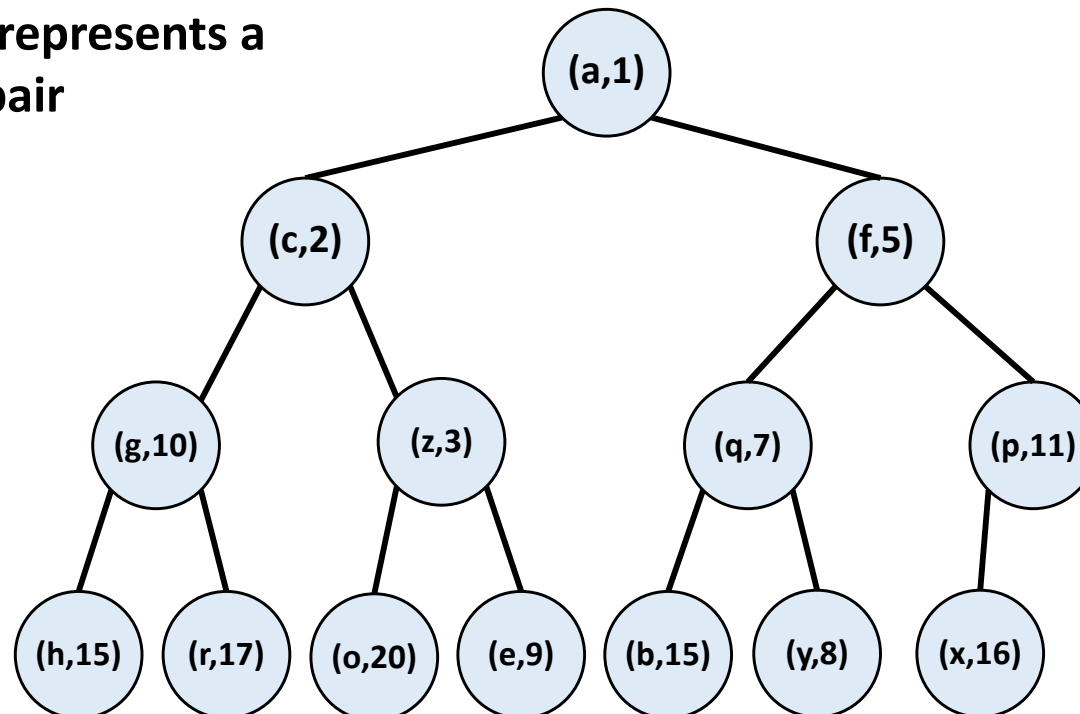 represents a
pair
(a,1)
(c,2)
(f,5)
(g,10)
(z,3)
(q,7)
(p,11)
(h,15)
(r,17)
(o,20)
(e,9)
(b,15)
(y,8)
(x,16)